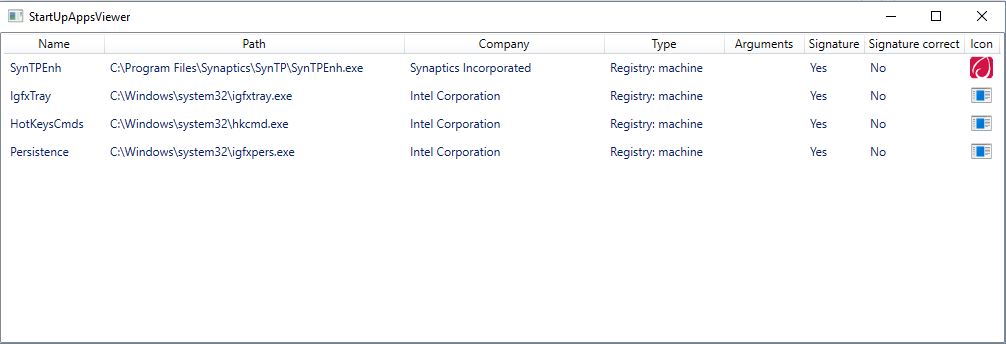 StartUpAppsViewer
Name Path Company Type Arguments Signature Signature correct Icon
SynTPEnh C:\Program Files\Synaptics\SynTP\SynTPEnh.exe Synaptics Incorporated Registry: machine Yes No
IgfxTray C:\Windows\system32\igfxtray.exe Intel Corporation Registry: machine Yes No
HotKeysCmds C:\Windows\system32\hkcmd.exe Intel Corporation Registry: machine Yes No
Persistence C:\Windows\system32\igfxpers.exe Intel Corporation Registry: machine Yes No